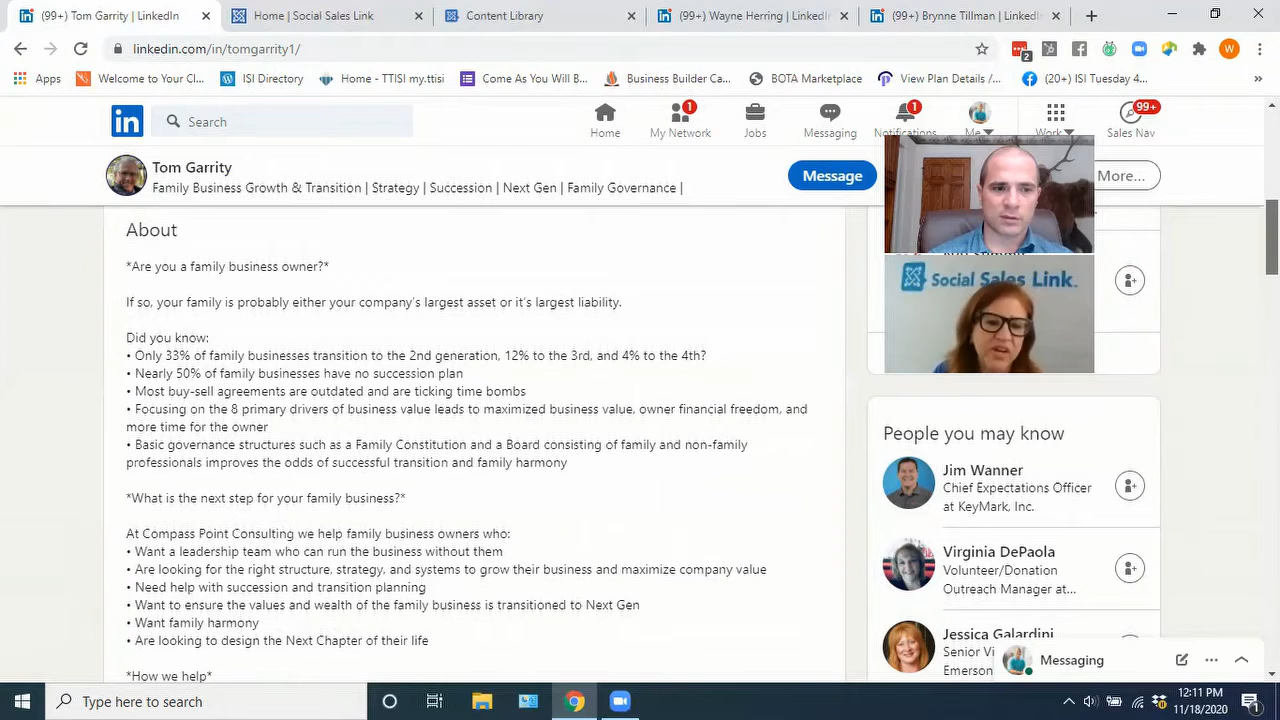 (99+) Tom Garrity | LinkedIn
Home | Social Sales Link
Content Library
(99+) Wayne Herring | LinkedIn
(99+) Brynne Tillman | LinkedIn
linkedin.com/in/tomgarrity1/
2
W
Apps
Welcome to Your Cl...
ISI Directory
Home - TTISI my.ttisi
Come As You Will B...
Business Builder Ca...
BOTA Marketplace
View Plan Details /...
(20+) ISI Tuesday 4...
»
in
Search
Home
1
My Network
Jobs
Messaging
1
Notifications
Me
Work
99+
Sales Nav
Tom Garrity
Family Business Growth & Transition | Strategy | Succession | Next Gen | Family Governance |
Message
More...
Social Sales Link
About
*Are you a family business owner?*
If so, your family is probably either your company's largest asset or it's largest liability.
Did you know:
• Only 33% of family businesses transition to the 2nd generation, 12% to the 3rd, and 4% to the 4th?
• Nearly 50% of family businesses have no succession plan
• Most buy-sell agreements are outdated and are ticking time bombs
• Focusing on the 8 primary drivers of business value leads to maximized business value, owner financial freedom, and
more time for the owner
• Basic governance structures such as a Family Constitution and a Board consisting of family and non-family
professionals improves the odds of successful transition and family harmony
*What is the next step for your family business?*
At Compass Point Consulting we help family business owners who:
• Want a leadership team who can run the business without them
• Are looking for the right structure, strategy, and systems to grow their business and maximize company value
• Need help with succession and transition planning
• Want to ensure the values and wealth of the family business is transitioned to Next Gen
• Want family harmony
• Are looking to design the Next Chapter of their life
*How we help*
People you may know
Jim Wanner
Chief Expectations Officer
at KeyMark, Inc.
Virginia DePaola
Volunteer/Donation
Outreach Manager at...
Jessica Galardini
Senior Vi
Emerson
Messaging
Type here to search
12:11 PM
11/18/2020
1